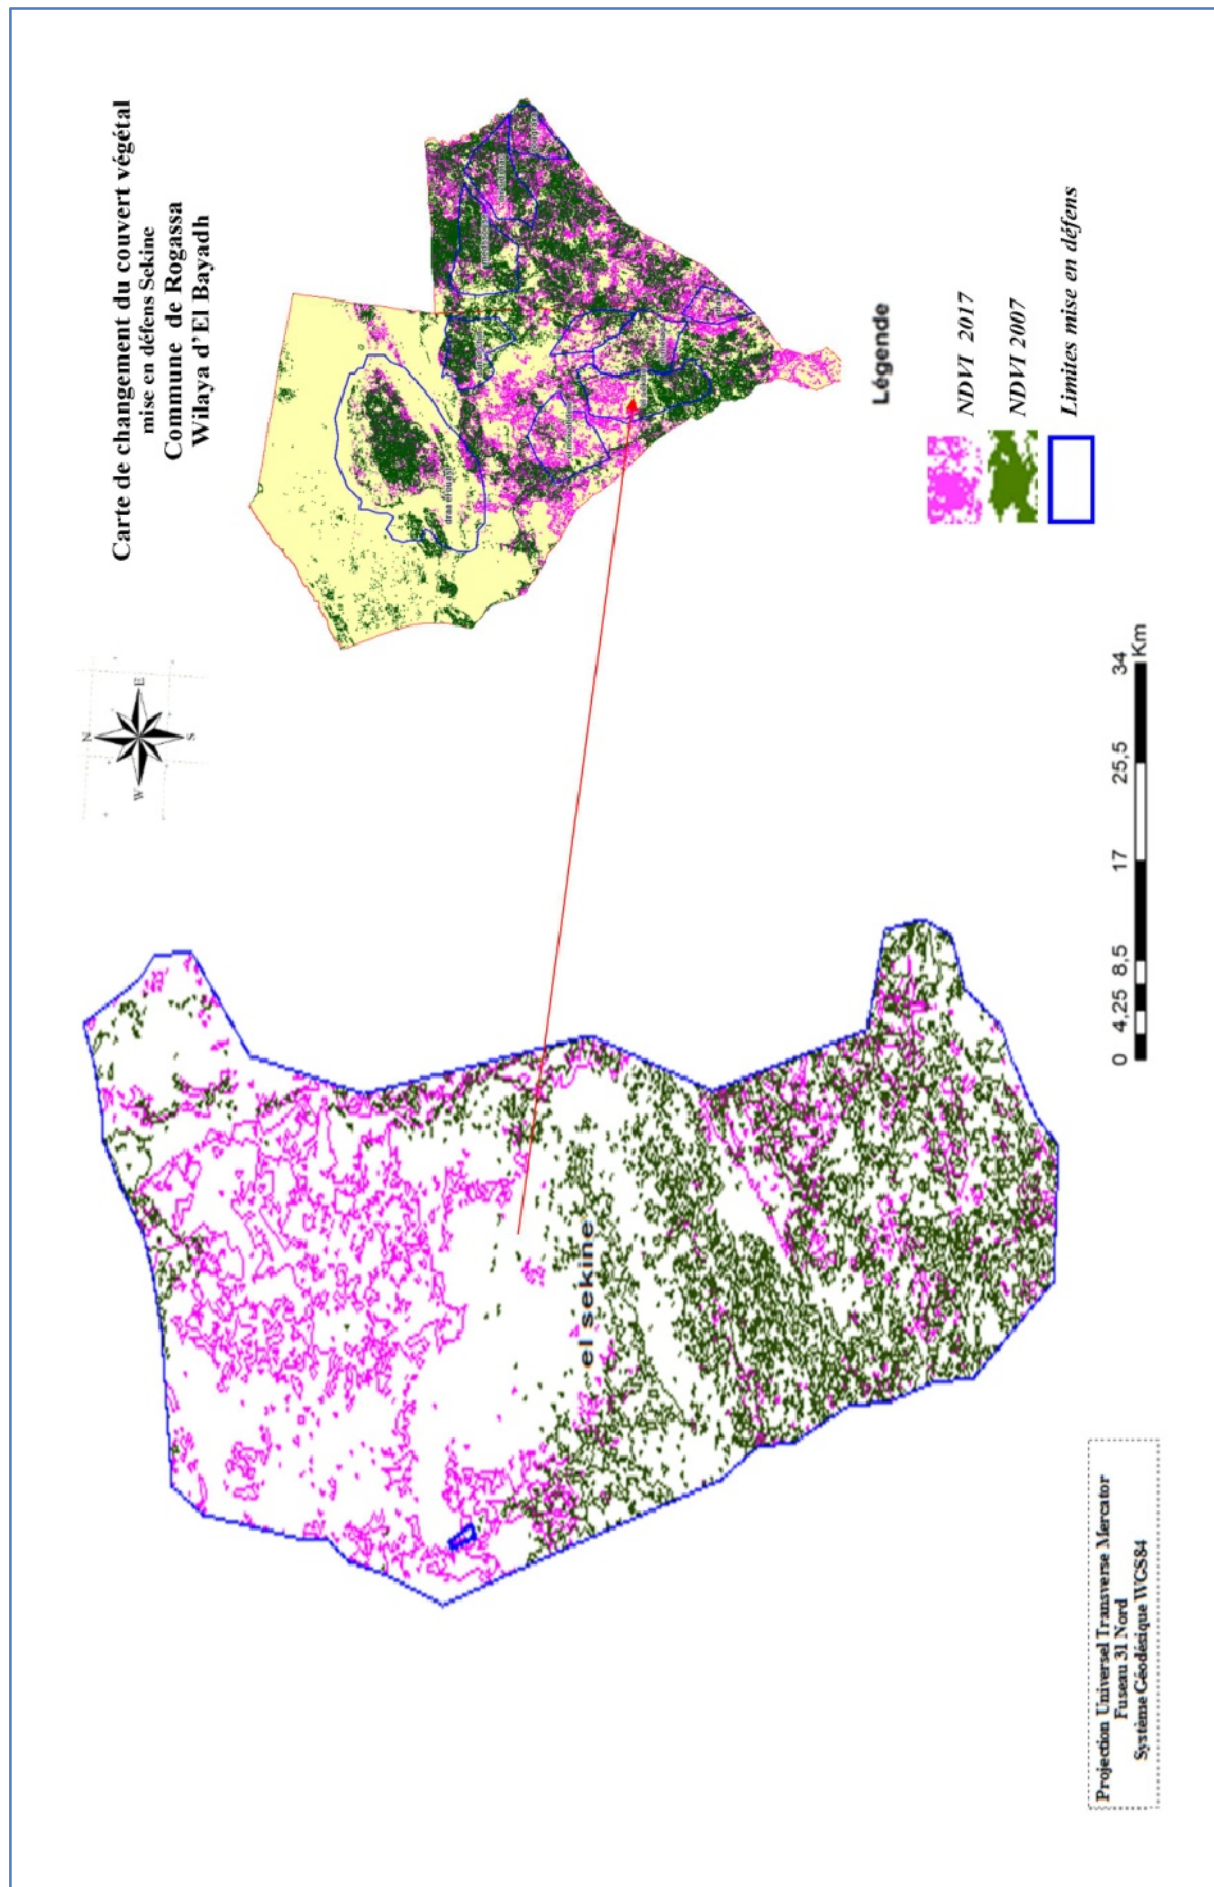 Carte de changement du couvert végétal
mise en défens Sekine
Commune de Rogassa
Wilaya d'El Bayadh
N
W
E
S
draa erouagb
el sekine
Légende
NDVI 2017
NDVI 2007
Limites mise en défens
0 4,25 8,5 17 25,5 34
Km
Projection Universel Transverse Mercator
Fuseau 31 Nord
Système Géodésique WGS84